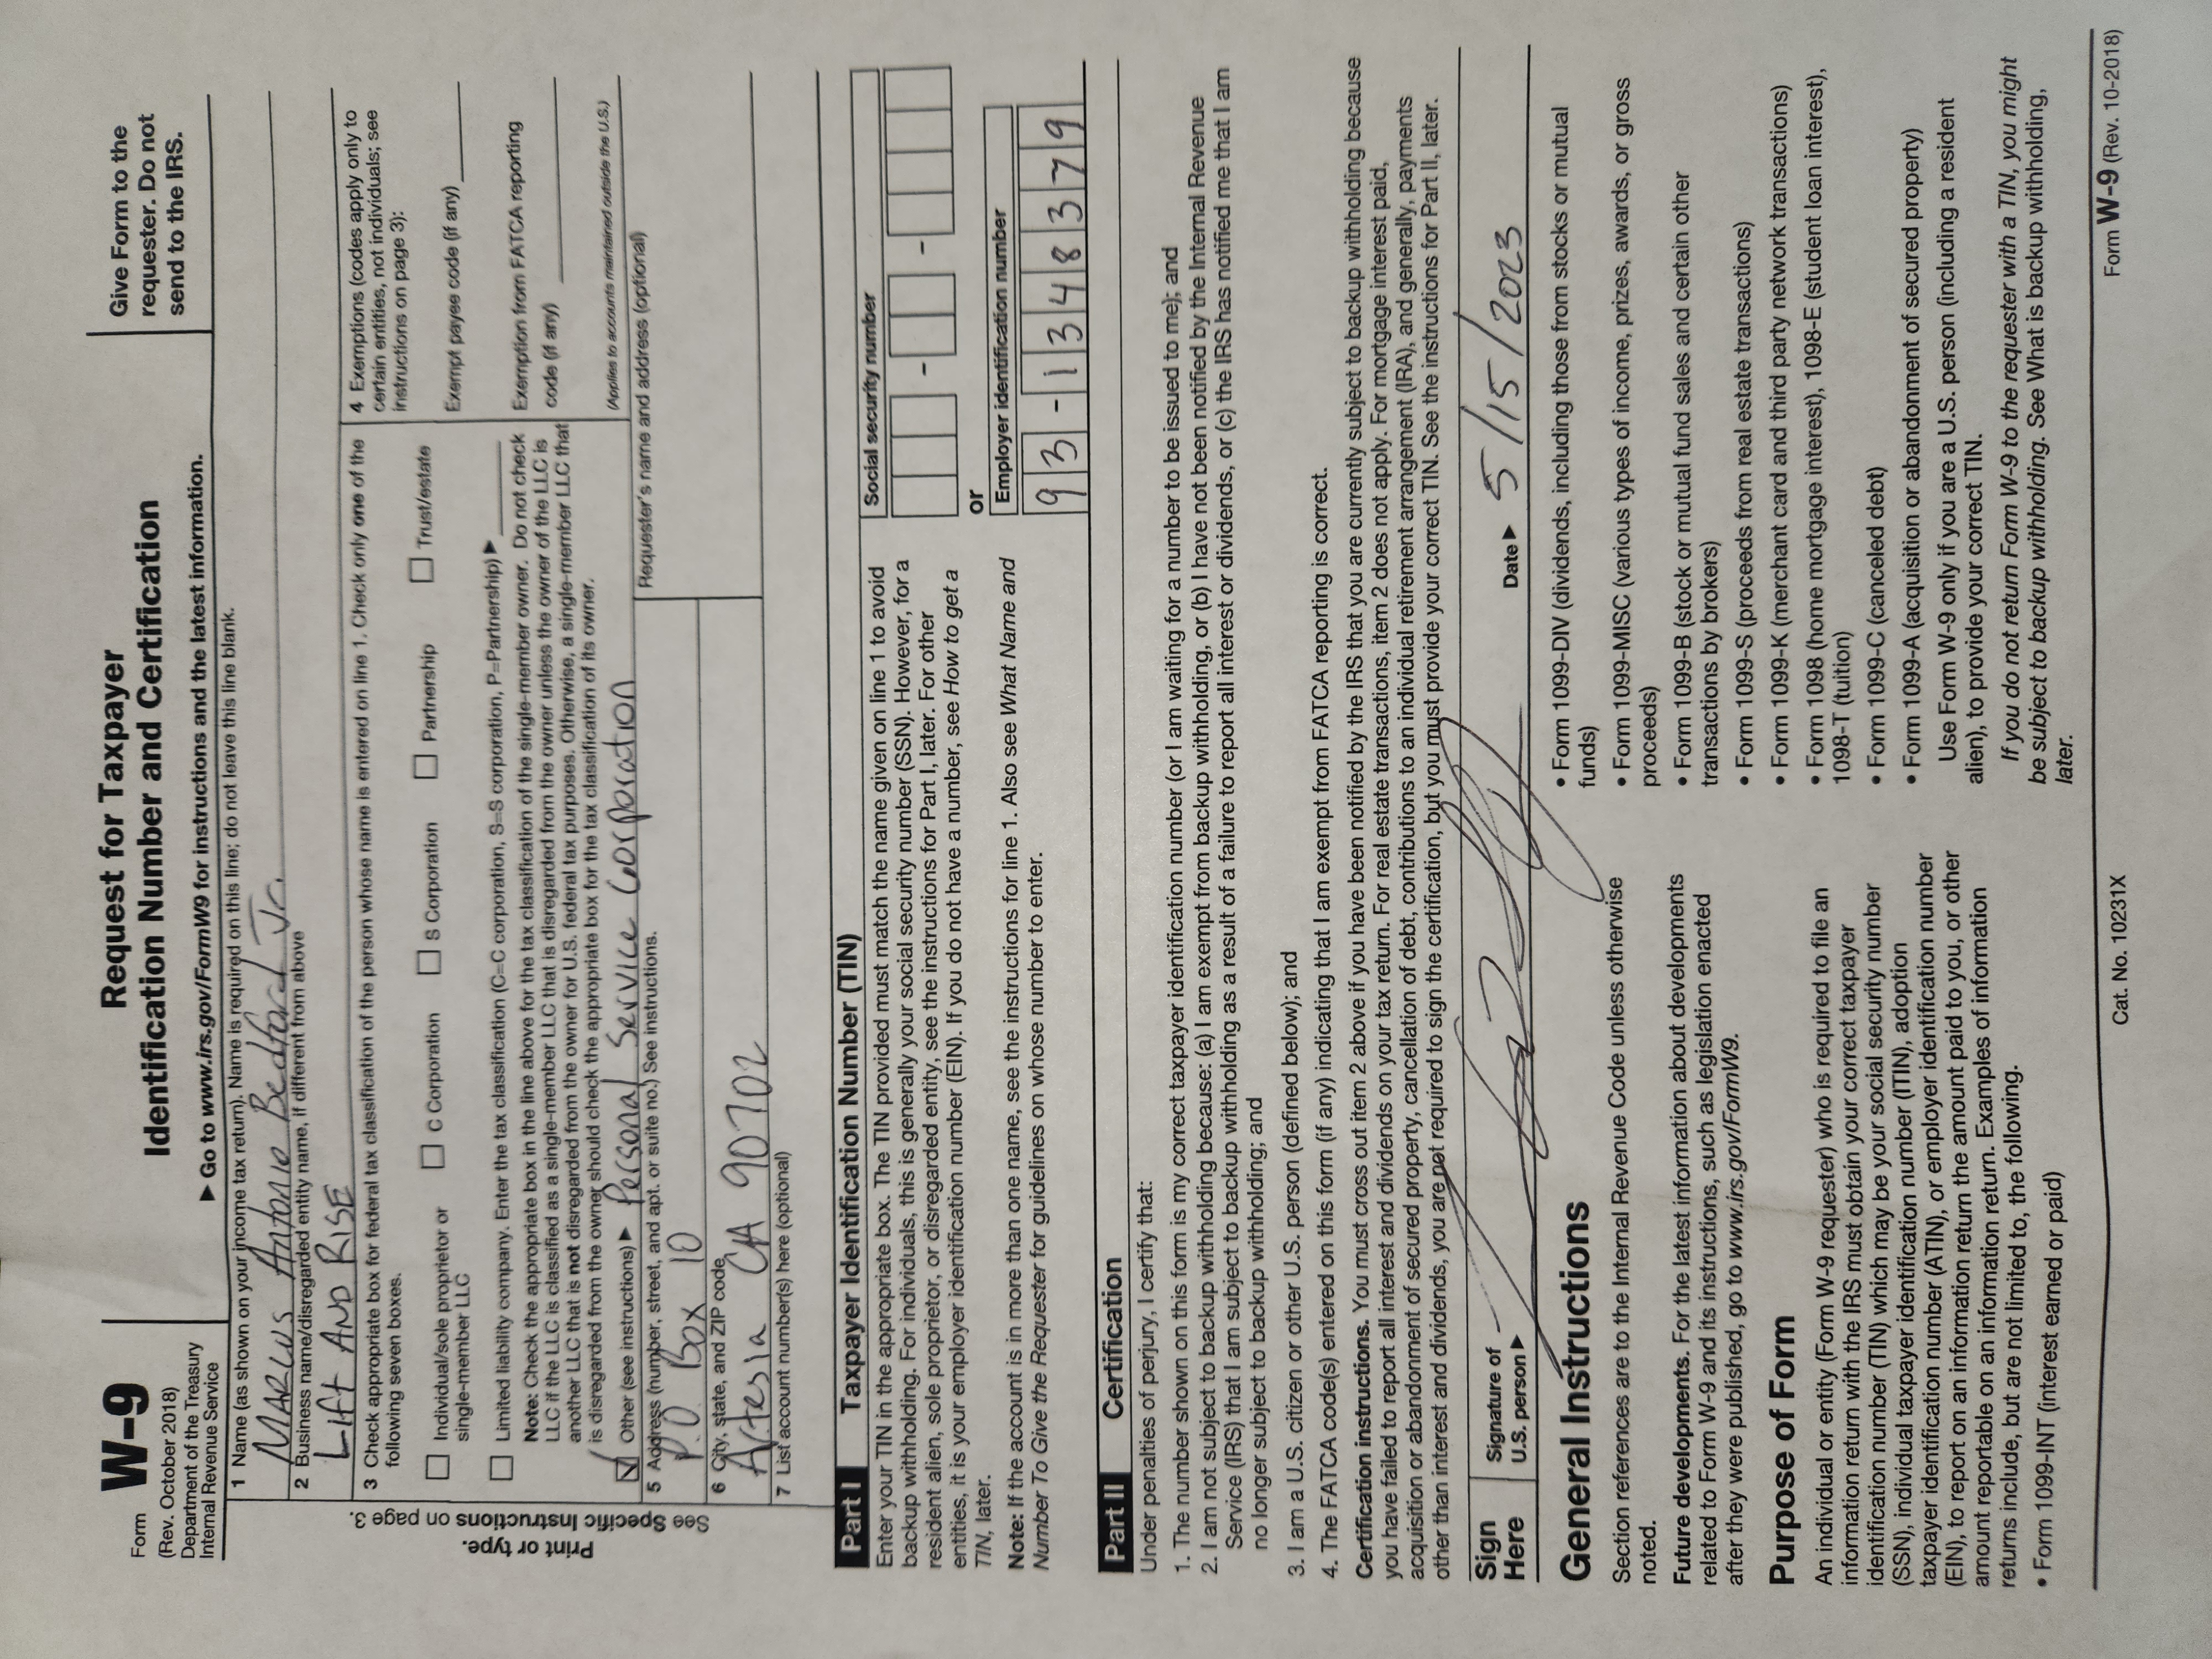 Form W-9
(Rev. October 2018)
Department of the Treasury
Internal Revenue Service
Request for Taxpayer
Identification Number and Certification
▶ Go to www.irs.gov/FormW9 for instructions and the latest information.
Give Form to the
requester. Do not
send to the IRS.
Print or type.
See Specific Instructions on page 3.
1 Name (as shown on your income tax return). Name is required on this line; do not leave this line blank.
MARCUS Antonio Bedford Jr.
2 Business name/disregarded entity name, if different from above
Lift AND RISE
3 Check appropriate box for federal tax classification of the person whose name is entered on line 1. Check only one of the
following seven boxes.
Individual/sole proprietor or
single-member LLC
C Corporation
S Corporation
Partnership
Trust/estate
Limited liability company. Enter the tax classification (C=C corporation, S=S corporation, P=Partnership) ▶
Note: Check the appropriate box in the line above for the tax classification of the single-member owner. Do not check
LLC if the LLC is classified as a single-member LLC that is disregarded from the owner unless the owner of the LLC is
another LLC that is not disregarded from the owner for U.S. federal tax purposes. Otherwise, a single-member LLC that
is disregarded from the owner should check the appropriate box for the tax classification of its owner.
Other (see instructions) ▶ Personal Service Corporation
4 Exemptions (codes apply only to
certain entities, not individuals; see
instructions on page 3):
Exempt payee code (if any)
Exemption from FATCA reporting
code (if any)
(Applies to accounts maintained outside the U.S.)
5 Address (number, street, and apt. or suite no.) See instructions.
P.O. Box 10
Requester's name and address (optional)
6 City, state, and ZIP code
Artesia CA 90702
7 List account number(s) here (optional)
Part I Taxpayer Identification Number (TIN)
Enter your TIN in the appropriate box. The TIN provided must match the name given on line 1 to avoid
backup withholding. For individuals, this is generally your social security number (SSN). However, for a
resident alien, sole proprietor, or disregarded entity, see the instructions for Part I, later. For other
entities, it is your employer identification number (EIN). If you do not have a number, see How to get a
TIN, later.
Note: If the account is in more than one name, see the instructions for line 1. Also see What Name and
Number To Give the Requester for guidelines on whose number to enter.
Social security number
- -
or
Employer identification number
93-1348379
Part II Certification
Under penalties of perjury, I certify that:
1. The number shown on this form is my correct taxpayer identification number (or I am waiting for a number to be issued to me); and
2. I am not subject to backup withholding because: (a) I am exempt from backup withholding, or (b) I have not been notified by the Internal Revenue
Service (IRS) that I am subject to backup withholding as a result of a failure to report all interest or dividends, or (c) the IRS has notified me that I am
no longer subject to backup withholding; and
3. I am a U.S. citizen or other U.S. person (defined below); and
4. The FATCA code(s) entered on this form (if any) indicating that I am exempt from FATCA reporting is correct.
Certification instructions. You must cross out item 2 above if you have been notified by the IRS that you are currently subject to backup withholding because
you have failed to report all interest and dividends on your tax return. For real estate transactions, item 2 does not apply. For mortgage interest paid,
acquisition or abandonment of secured property, cancellation of debt, contributions to an individual retirement arrangement (IRA), and generally, payments
other than interest and dividends, you are not required to sign the certification, but you must provide your correct TIN. See the instructions for Part II, later.
Sign
Here
Signature of
U.S. person ▶
Date ▶ 5/15/2023
General Instructions
Section references are to the Internal Revenue Code unless otherwise
noted.
Future developments. For the latest information about developments
related to Form W-9 and its instructions, such as legislation enacted
after they were published, go to www.irs.gov/FormW9.
Purpose of Form
An individual or entity (Form W-9 requester) who is required to file an
information return with the IRS must obtain your correct taxpayer
identification number (TIN) which may be your social security number
(SSN), individual taxpayer identification number (ITIN), adoption
taxpayer identification number (ATIN), or employer identification number
(EIN), to report on an information return the amount paid to you, or other
amount reportable on an information return. Examples of information
returns include, but are not limited to, the following.
• Form 1099-INT (interest earned or paid)
• Form 1099-DIV (dividends, including those from stocks or mutual
funds)
• Form 1099-MISC (various types of income, prizes, awards, or gross
proceeds)
• Form 1099-B (stock or mutual fund sales and certain other
transactions by brokers)
• Form 1099-S (proceeds from real estate transactions)
• Form 1099-K (merchant card and third party network transactions)
• Form 1098 (home mortgage interest), 1098-E (student loan interest),
1098-T (tuition)
• Form 1099-C (canceled debt)
• Form 1099-A (acquisition or abandonment of secured property)
Use Form W-9 only if you are a U.S. person (including a resident
alien), to provide your correct TIN.
If you do not return Form W-9 to the requester with a TIN, you might
be subject to backup withholding. See What is backup withholding,
later.
Cat. No. 10231X
Form W-9 (Rev. 10-2018)